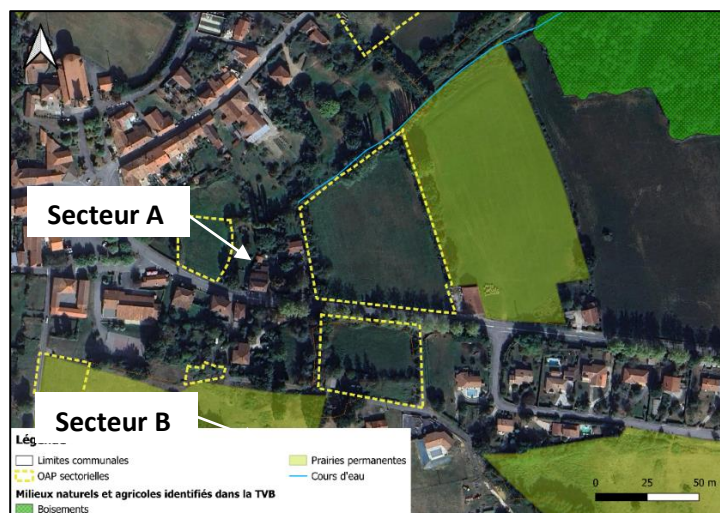 Secteur A
Secteur B
Limites communales
OAP sectorielles
Milieux naturels et agricoles identifiés dans la TVB
Boisements
Prairies permanentes
Cours d'eau
0 25 50 m